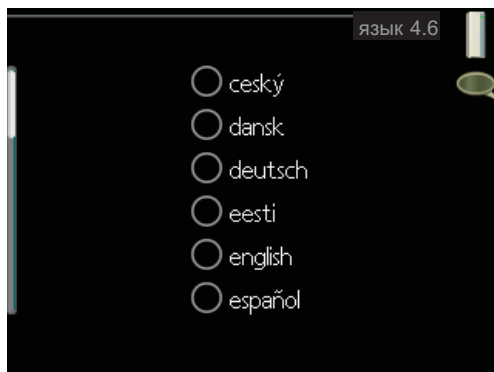 язык 4.6
ceský
dansk
deutsch
eesti
english
español